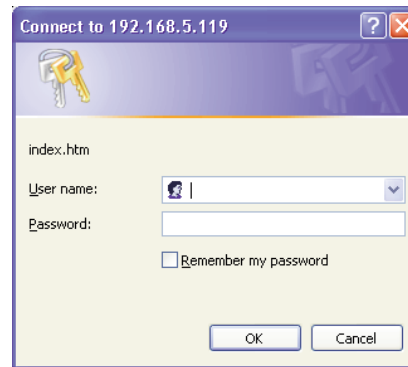 Connect to 192.168.5.119
index.htm
User name:
Password:
Remember my password
OK Cancel